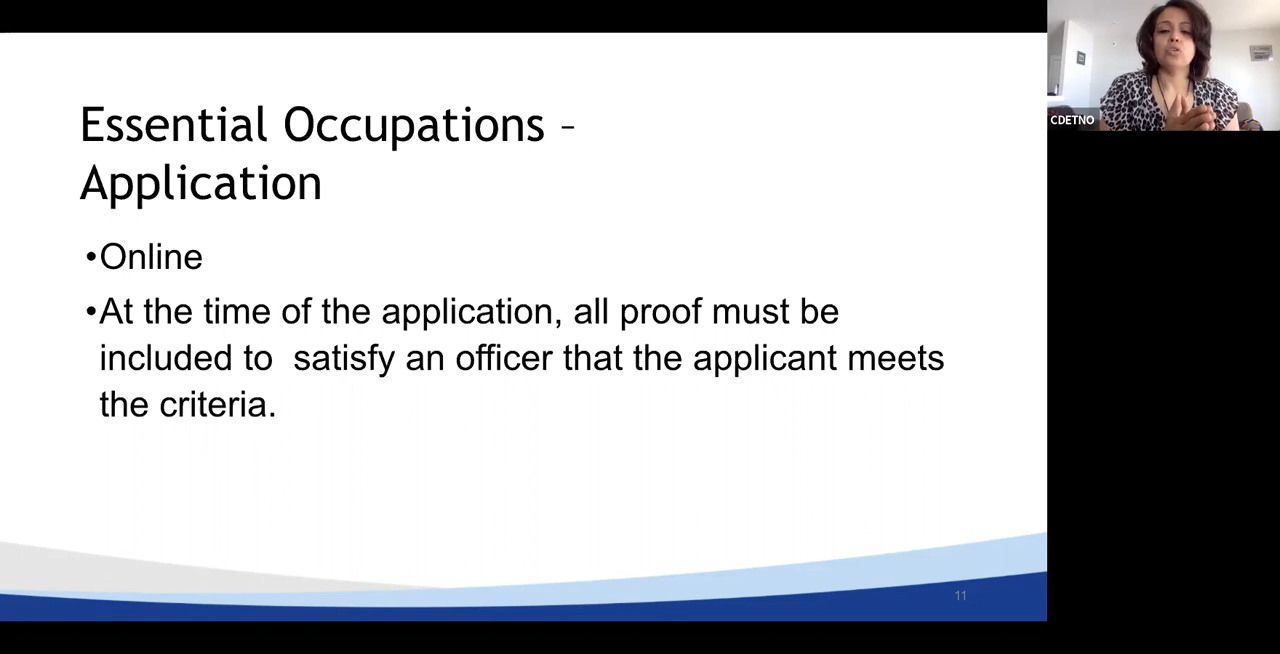 Essential Occupations –
Application
•Online
•At the time of the application, all proof must be
included to  satisfy an officer that the applicant meets
the criteria.
11
CDETNO